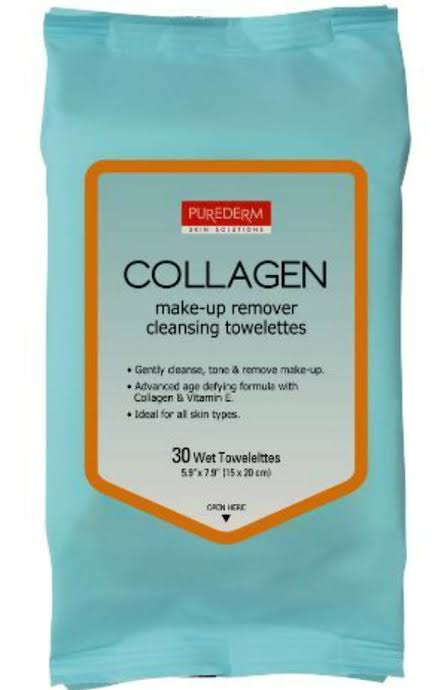 PUREDERM
SKIN SOLUTIONS
COLLAGEN
make-up remover
cleansing towelettes
• Gently cleanse, tone & remove make-up.
• Advanced age defying formula with
Collagen & Vitamin E.
• Ideal for all skin types.
30 Wet Towelelttes
5.9" x 7.9" (15 x 20 cm)
OPEN HERE